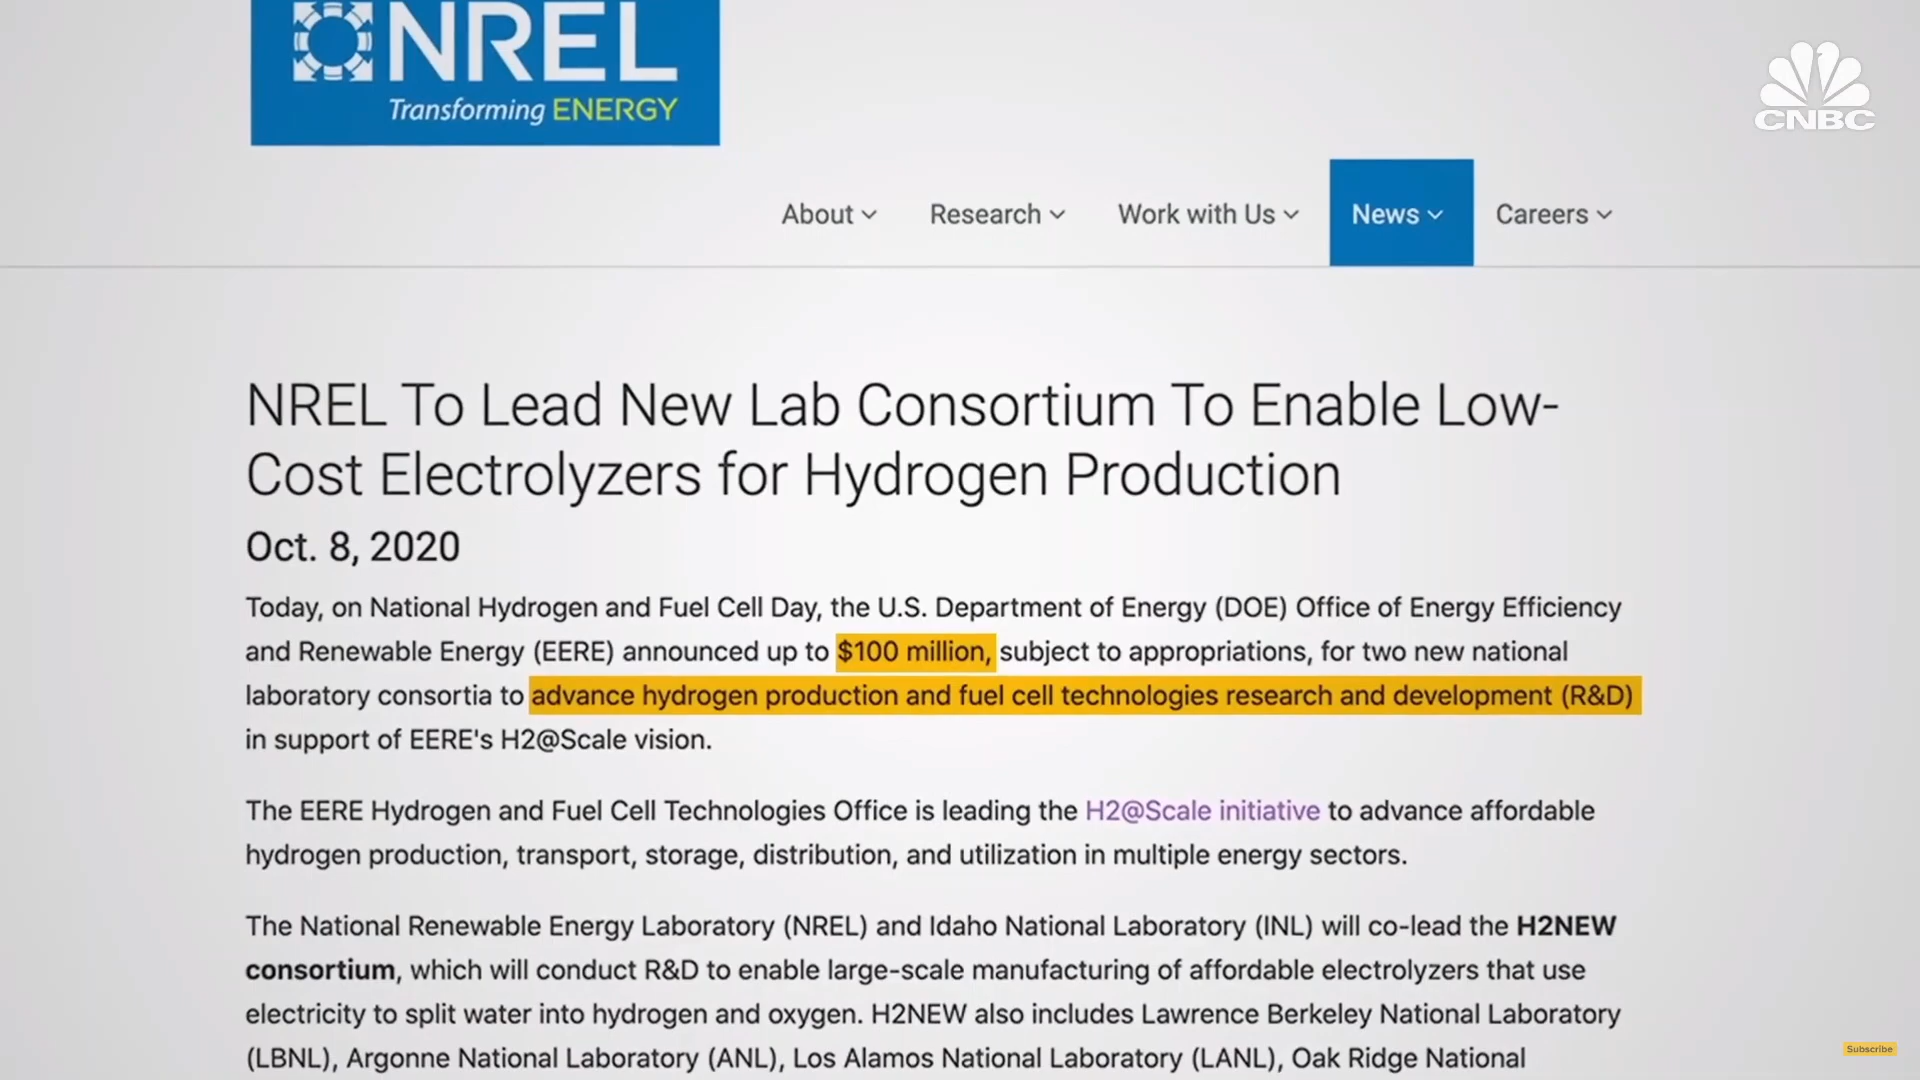 NREL
Transforming ENERGY
CNBC
About
Research
Work with Us
News
Careers
NREL To Lead New Lab Consortium To Enable Low-
Cost Electrolyzers for Hydrogen Production
Oct. 8, 2020
Today, on National Hydrogen and Fuel Cell Day, the U.S. Department of Energy (DOE) Office of Energy Efficiency
and Renewable Energy (EERE) announced up to $100 million, subject to appropriations, for two new national
laboratory consortia to advance hydrogen production and fuel cell technologies research and development (R&D)
in support of EERE's H2@Scale vision.
The EERE Hydrogen and Fuel Cell Technologies Office is leading the H2@Scale initiative to advance affordable
hydrogen production, transport, storage, distribution, and utilization in multiple energy sectors.
The National Renewable Energy Laboratory (NREL) and Idaho National Laboratory (INL) will co-lead the H2NEW
consortium, which will conduct R&D to enable large-scale manufacturing of affordable electrolyzers that use
electricity to split water into hydrogen and oxygen. H2NEW also includes Lawrence Berkeley National Laboratory
(LBNL), Argonne National Laboratory (ANL), Los Alamos National Laboratory (LANL), Oak Ridge National
Subscribe